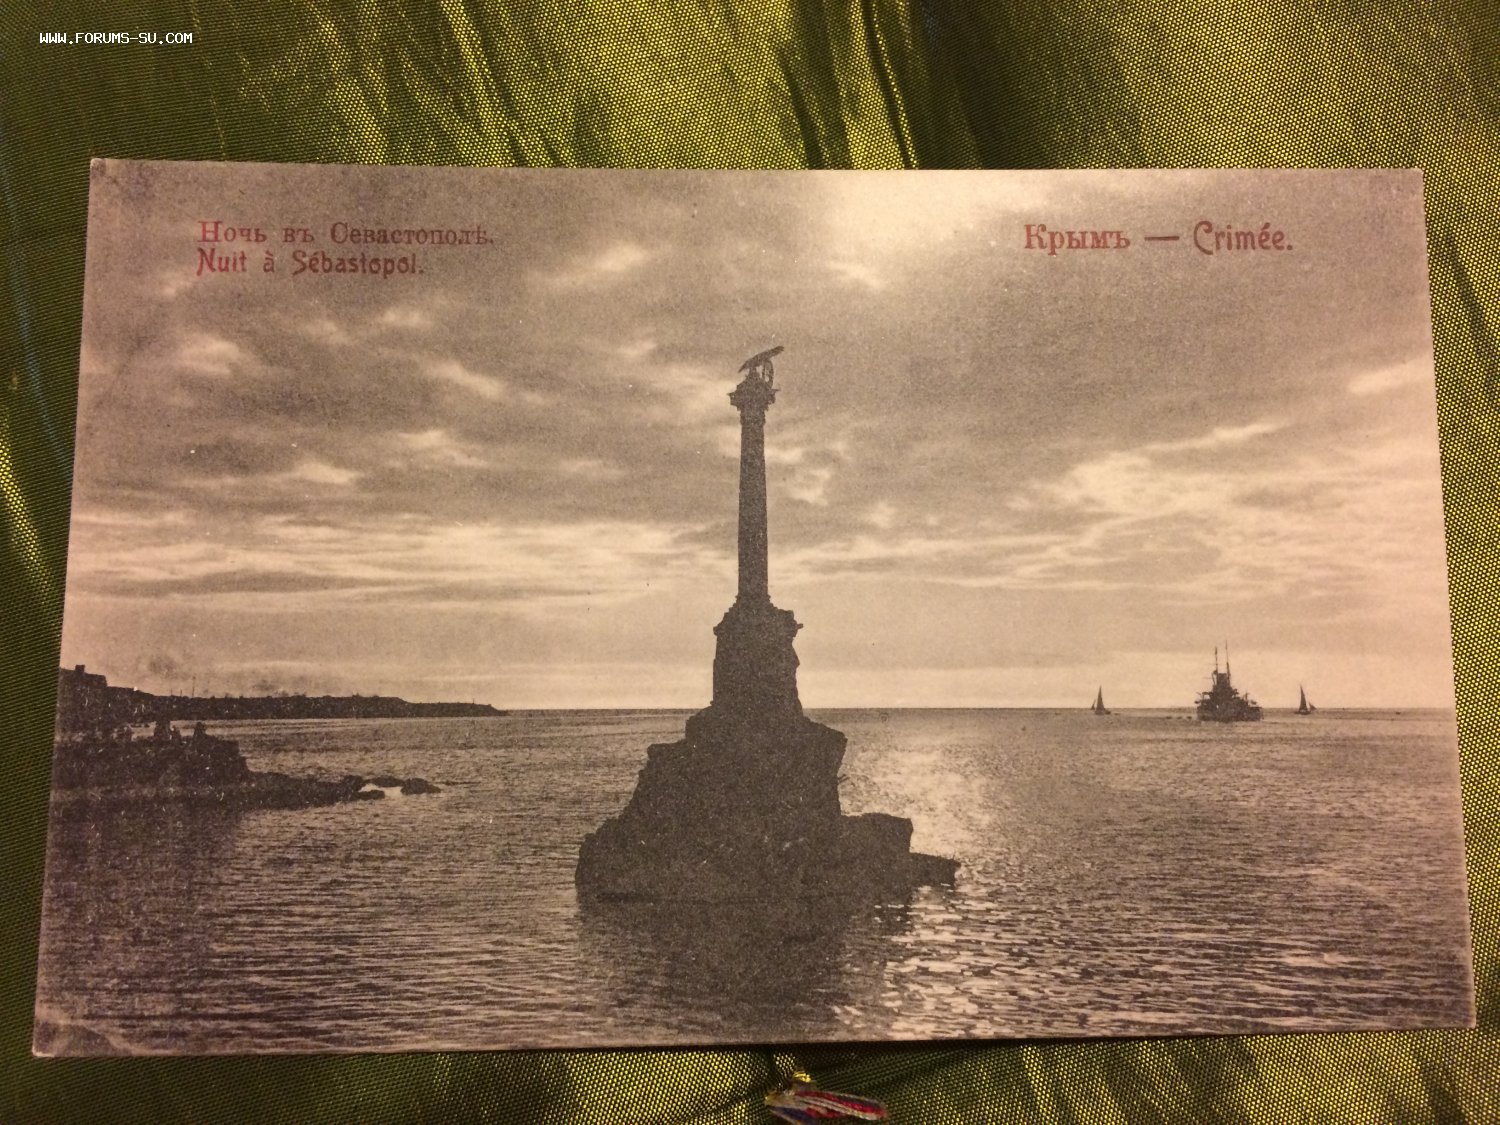 WWW.FORUMS-SU.COM
Ночь въ Севастополѣ.
Nuit à Sébastopol.
Крымъ — Crimée.